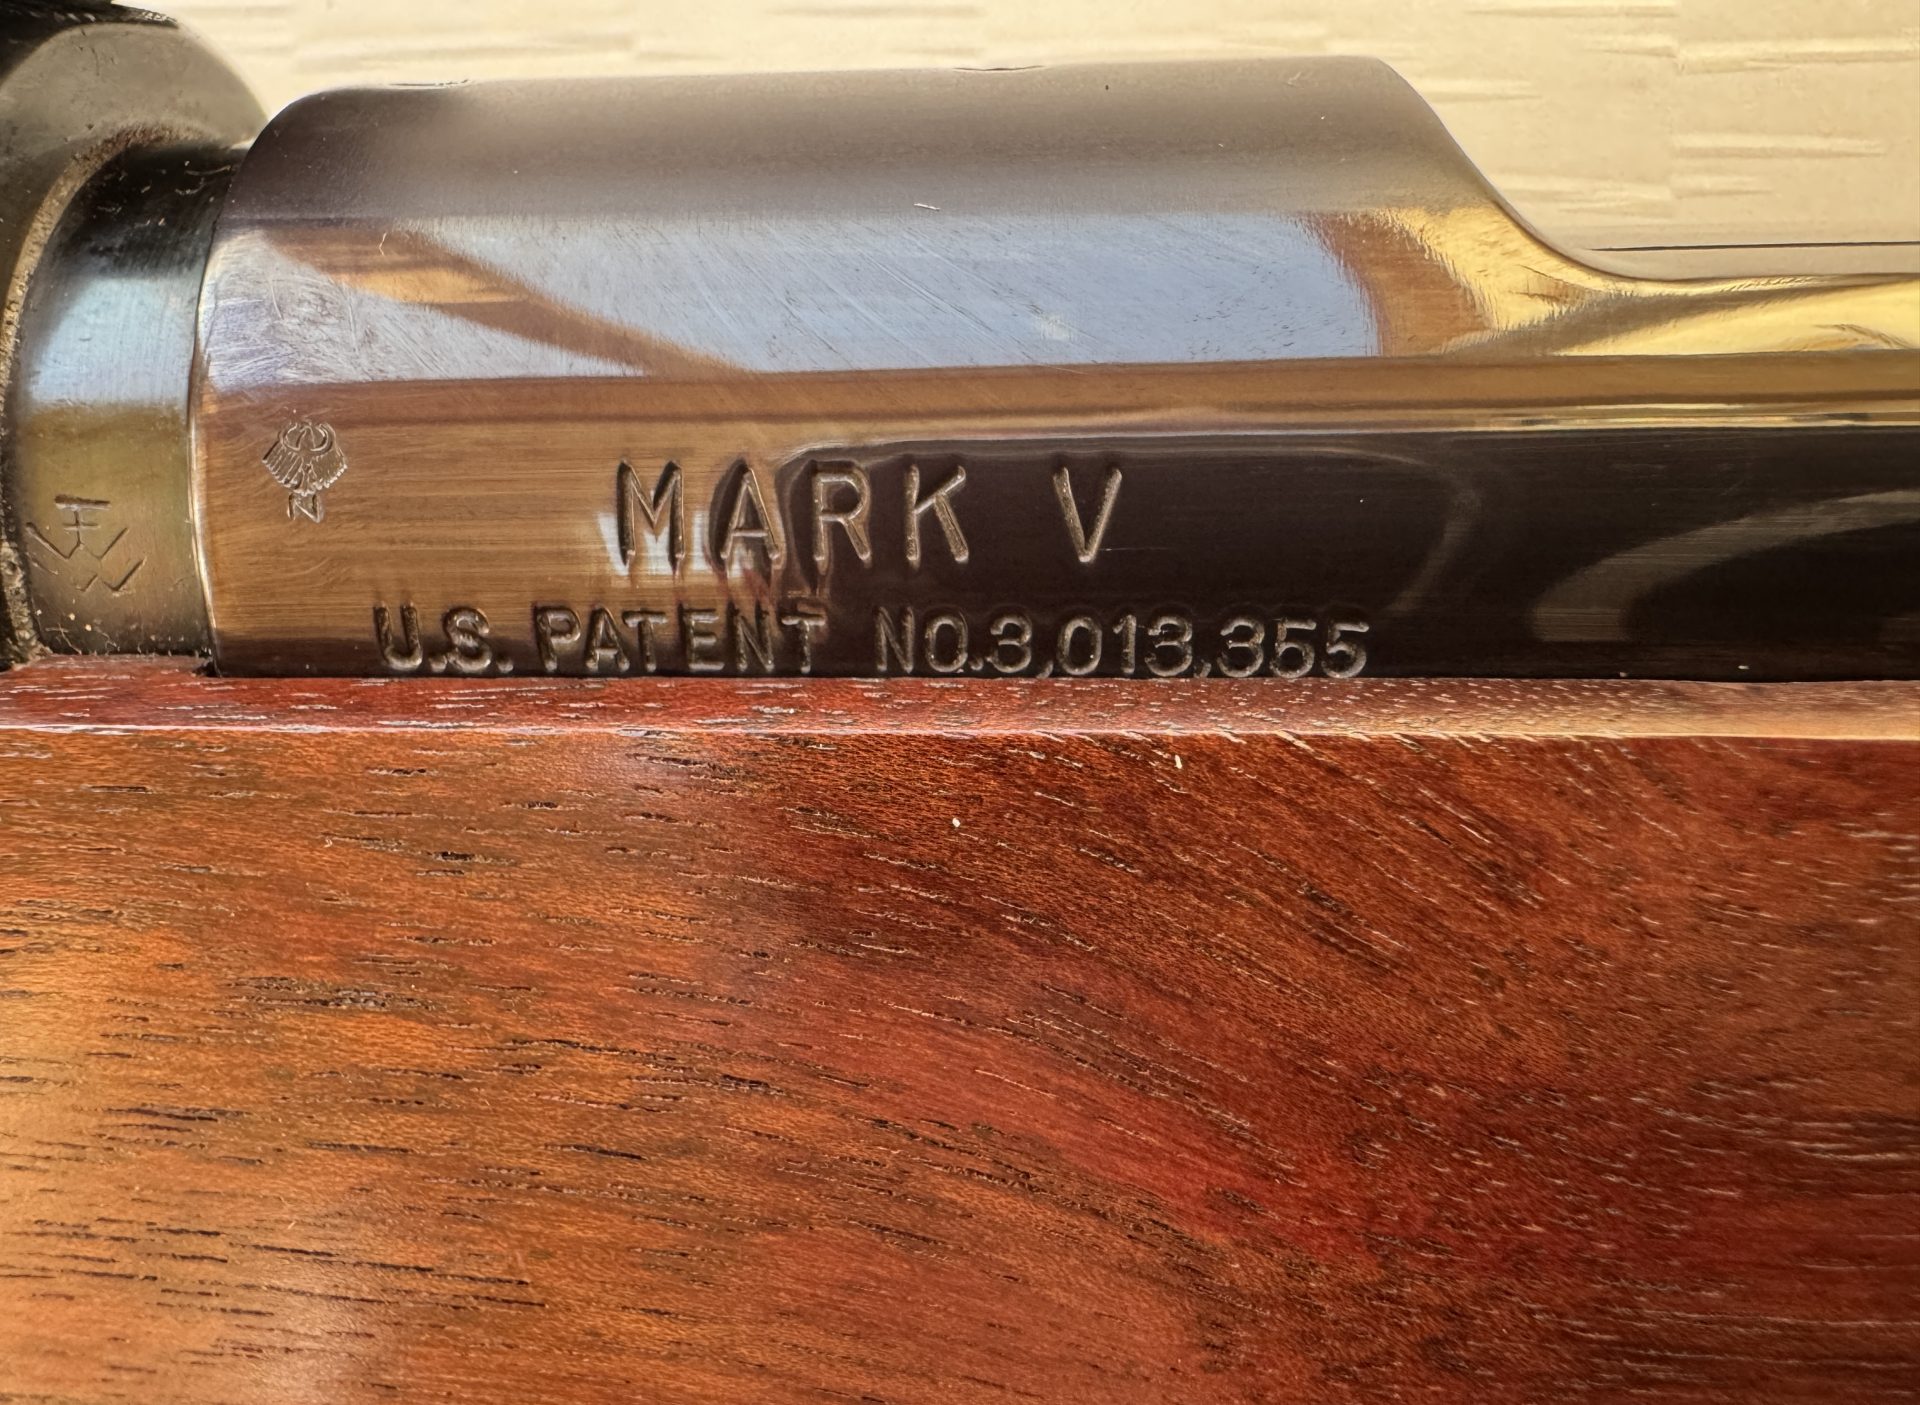 MARK V
U.S. PATENT NO.3,013,355